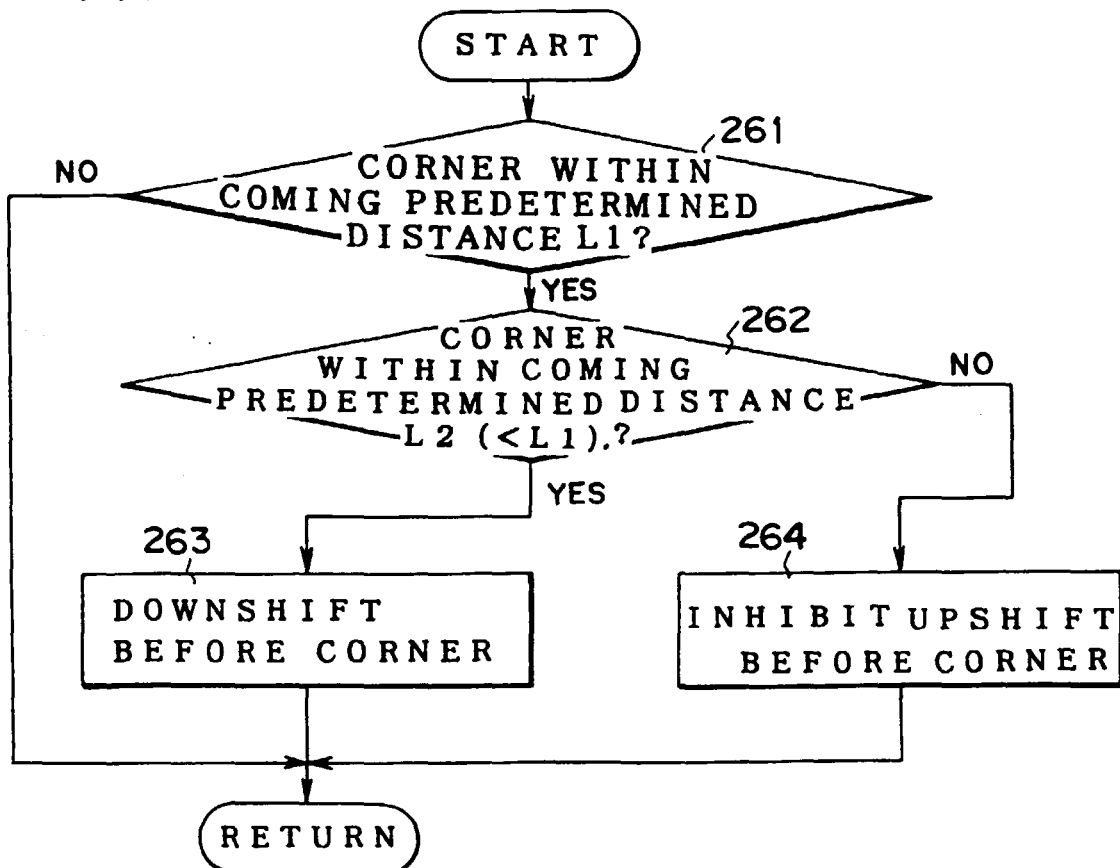 START
261
NO
CORNER WITHIN
COMING PREDETERMINED
DISTANCE L1?
YES
262
CORNER
WITHIN COMING
PREDETERMINED DISTANCE
L2 (<L1).?
NO
YES
263
DOWNSHIFT
BEFORE CORNER
264
INHIBIT UPSHIFT
BEFORE CORNER
RETURN